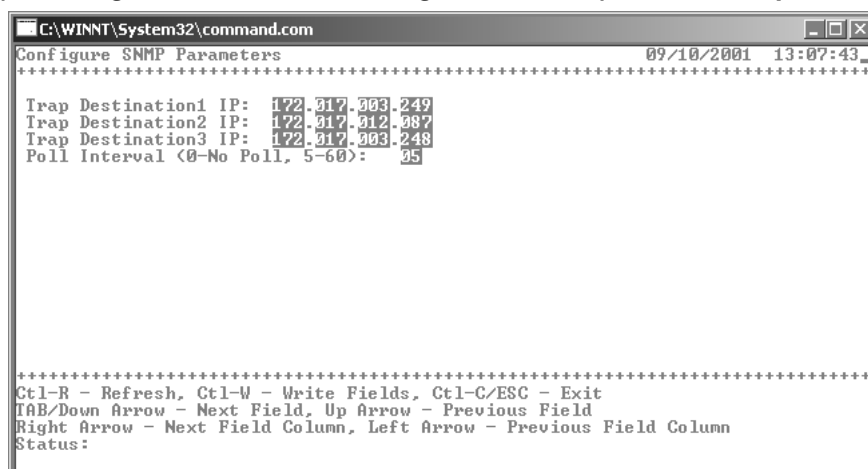 C:\WINNT\System32\command.com
Configure SNMP Parameters 09/10/2001 13:07:43
Trap Destination1 IP: 172.017.003.249
Trap Destination2 IP: 172.017.012.087
Trap Destination3 IP: 172.017.003.248
Poll Interval (0-No Poll, 5-60): 05
Ctl-R - Refresh, Ctl-W - Write Fields, Ctl-C/ESC - Exit
TAB/Down Arrow - Next Field, Up Arrow - Previous Field
Right Arrow - Next Field Column, Left Arrow - Previous Field Column
Status: